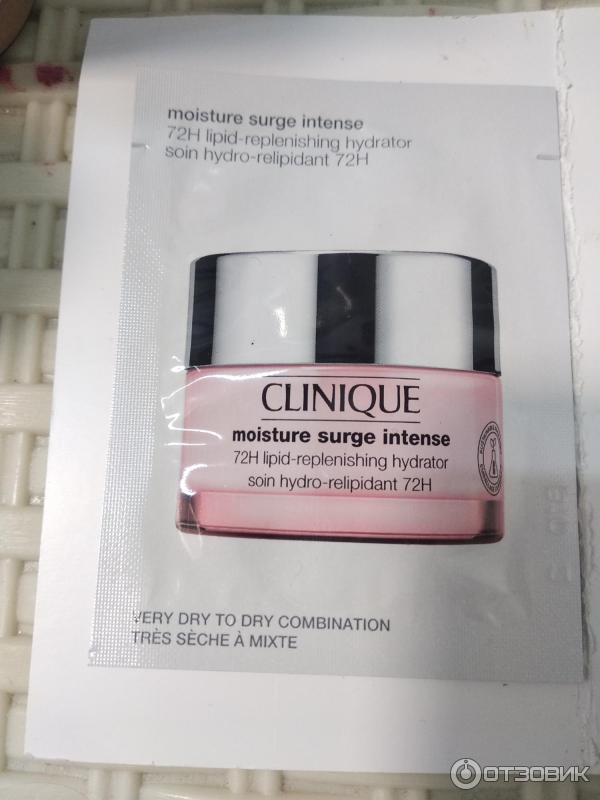 moisture surge intense
72H lipid-replenishing hydrator
soin hydro-relipidant 72H
CLINIQUE
moisture surge intense
72H lipid-replenishing hydrator
soin hydro-relipidant 72H
VERY DRY TO DRY COMBINATION
TRÈS SÈCHE À MIXTE
ОТЗОВИК